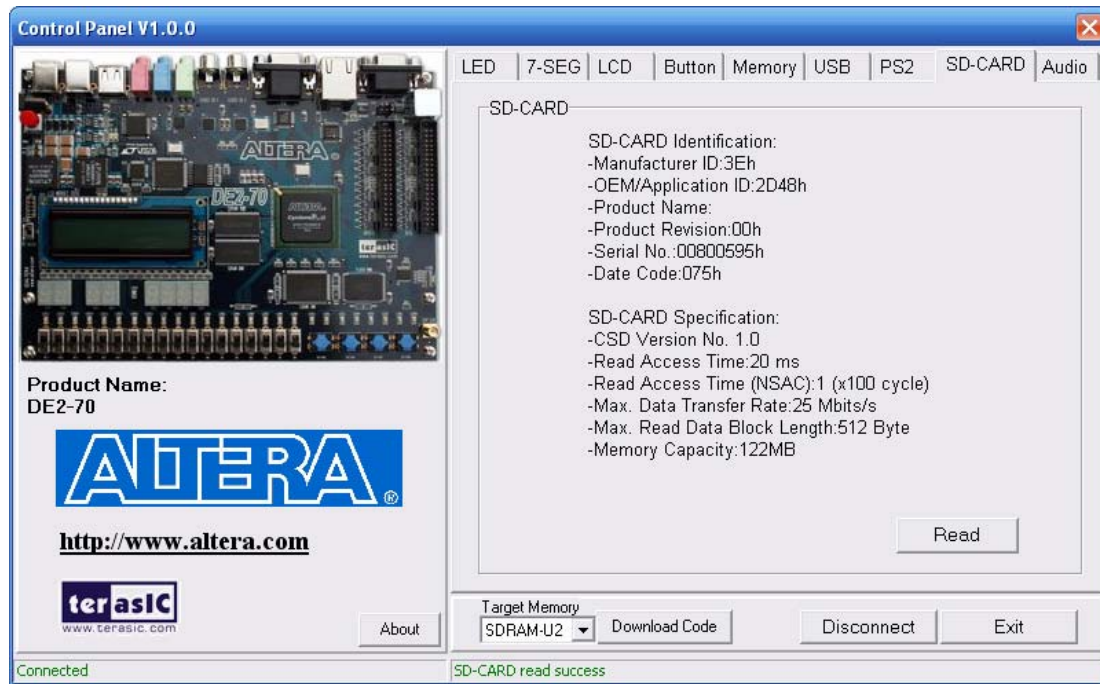 Control Panel V1.0.0
ALTERA
DE2-70
ALTERA
terasIC
Product Name:
DE2-70
ALTERA®
http://www.altera.com
terasIC
www.terasic.com
About
LED 7-SEG LCD Button Memory USB PS2 SD-CARD Audio
SD-CARD
SD-CARD Identification:
-Manufacturer ID:3Eh
-OEM/Application ID:2D48h
-Product Name:
-Product Revision:00h
-Serial No.:00800595h
-Date Code:075h
SD-CARD Specification:
-CSD Version No. 1.0
-Read Access Time:20 ms
-Read Access Time (NSAC):1 (x100 cycle)
-Max. Data Transfer Rate:25 Mbits/s
-Max. Read Data Block Length:512 Byte
-Memory Capacity:122MB
Read
Target Memory
SDRAM-U2 Download Code Disconnect Exit
Connected
SD-CARD read success